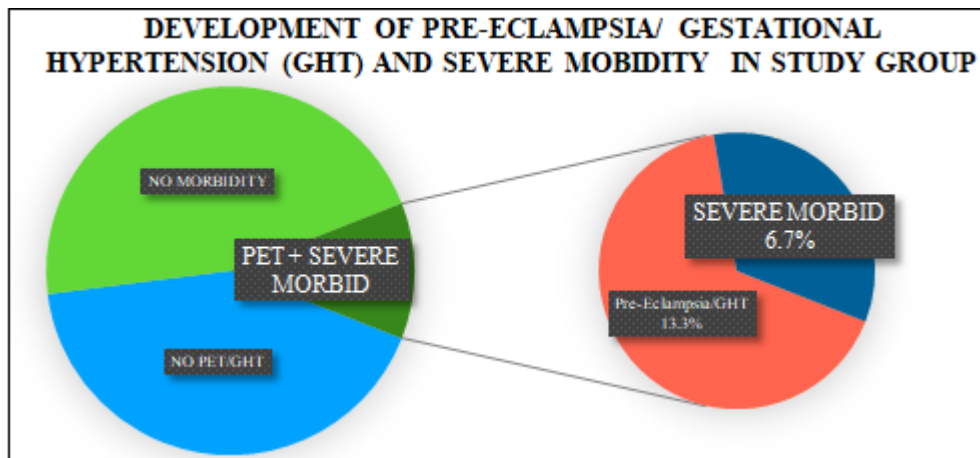 DEVELOPMENT OF PRE-ECLAMPSIA/ GESTATIONAL
HYPERTENSION (GHT) AND SEVERE MOBIDITY IN STUDY GROUP
NO MORBIDITY
PET + SEVERE
MORBID
NO PET/GHT
SEVERE MORBID
6.7%
Pre-Eclampsia/GHT
13.3%